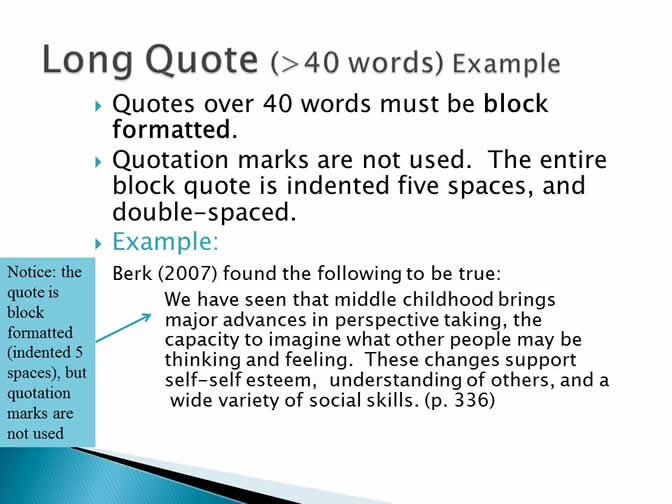 Long Quote (>40 words) Example
Quotes over 40 words must be block
formatted.
Quotation marks are not used. The entire
block quote is indented five spaces, and
double-spaced.
Example:
Notice: the
quote is
block
formatted
(indented 5
spaces), but
quotation
marks are
not used
Berk (2007) found the following to be true:
We have seen that middle childhood brings
major advances in perspective taking, the
capacity to imagine what other people may be
thinking and feeling. These changes support
self-self esteem, understanding of others, and a
wide variety of social skills. (p. 336)